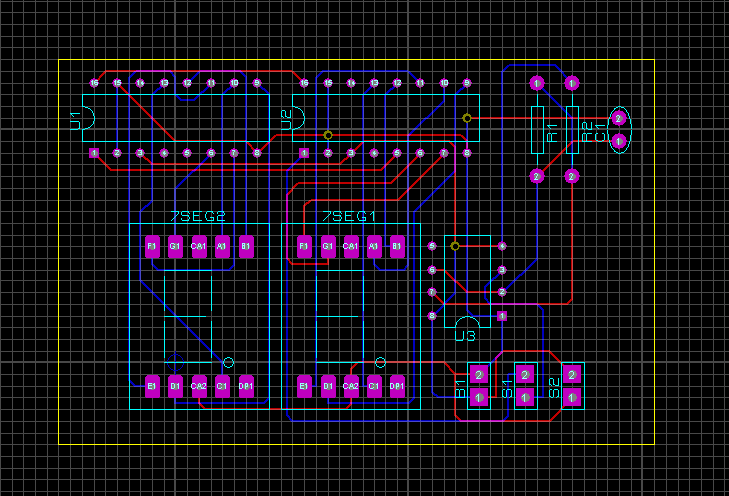 16 15 14 13 12 11 10 9
16 15 14 13 12 11 10 9
1 1
U1
U2
R1
R2
C1
2
1
1 2 3 4 5 6 7 8
1 2 3 4 5 6 7 8
2 2
7SEG2
7SEG1
F1 G1 CA1 A1 B1
F1 G1 CA1 A1 B1
5 4
6 3
7 2
8 1
U3
E1 D1 CA2 C1 DP1
E1 D1 CA2 C1 DP1
B1
2
1
S1
2
1
S2
2
1